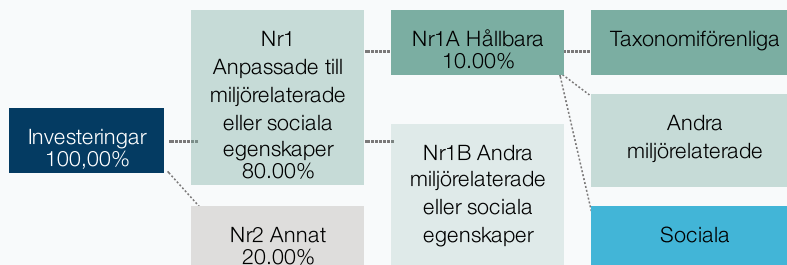 Investeringar
100,00%
Nr1
Anpassade till
miljörelaterade
eller sociala
egenskaper
80.00%
Nr2 Annat
20.00%
Nr1A Hållbara
10.00%
Nr1B Andra
miljörelaterade
eller sociala
egenskaper
Taxonomiförenliga
Andra
miljörelaterade
Sociala